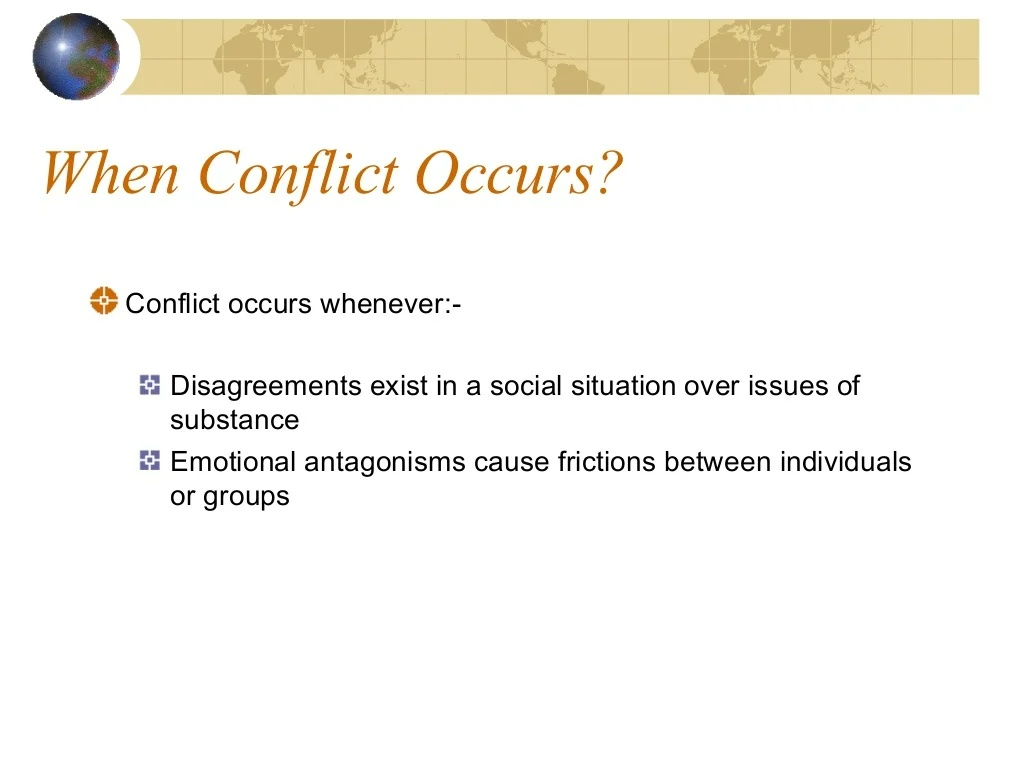 When Conflict Occurs?
Conflict occurs whenever:-
Disagreements exist in a social situation over issues of
substance
Emotional antagonisms cause frictions between individuals
or groups